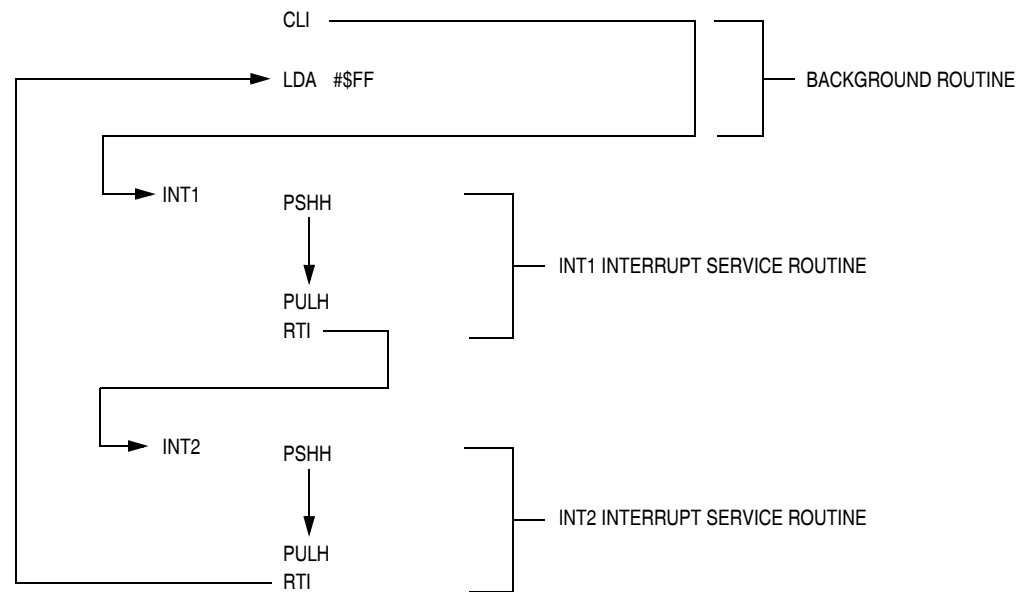 CLI
LDA #$FF
BACKGROUND ROUTINE
INT1
PSHH
INT1 INTERRUPT SERVICE ROUTINE
PULH
RTI
INT2
PSHH
INT2 INTERRUPT SERVICE ROUTINE
PULH
RTI